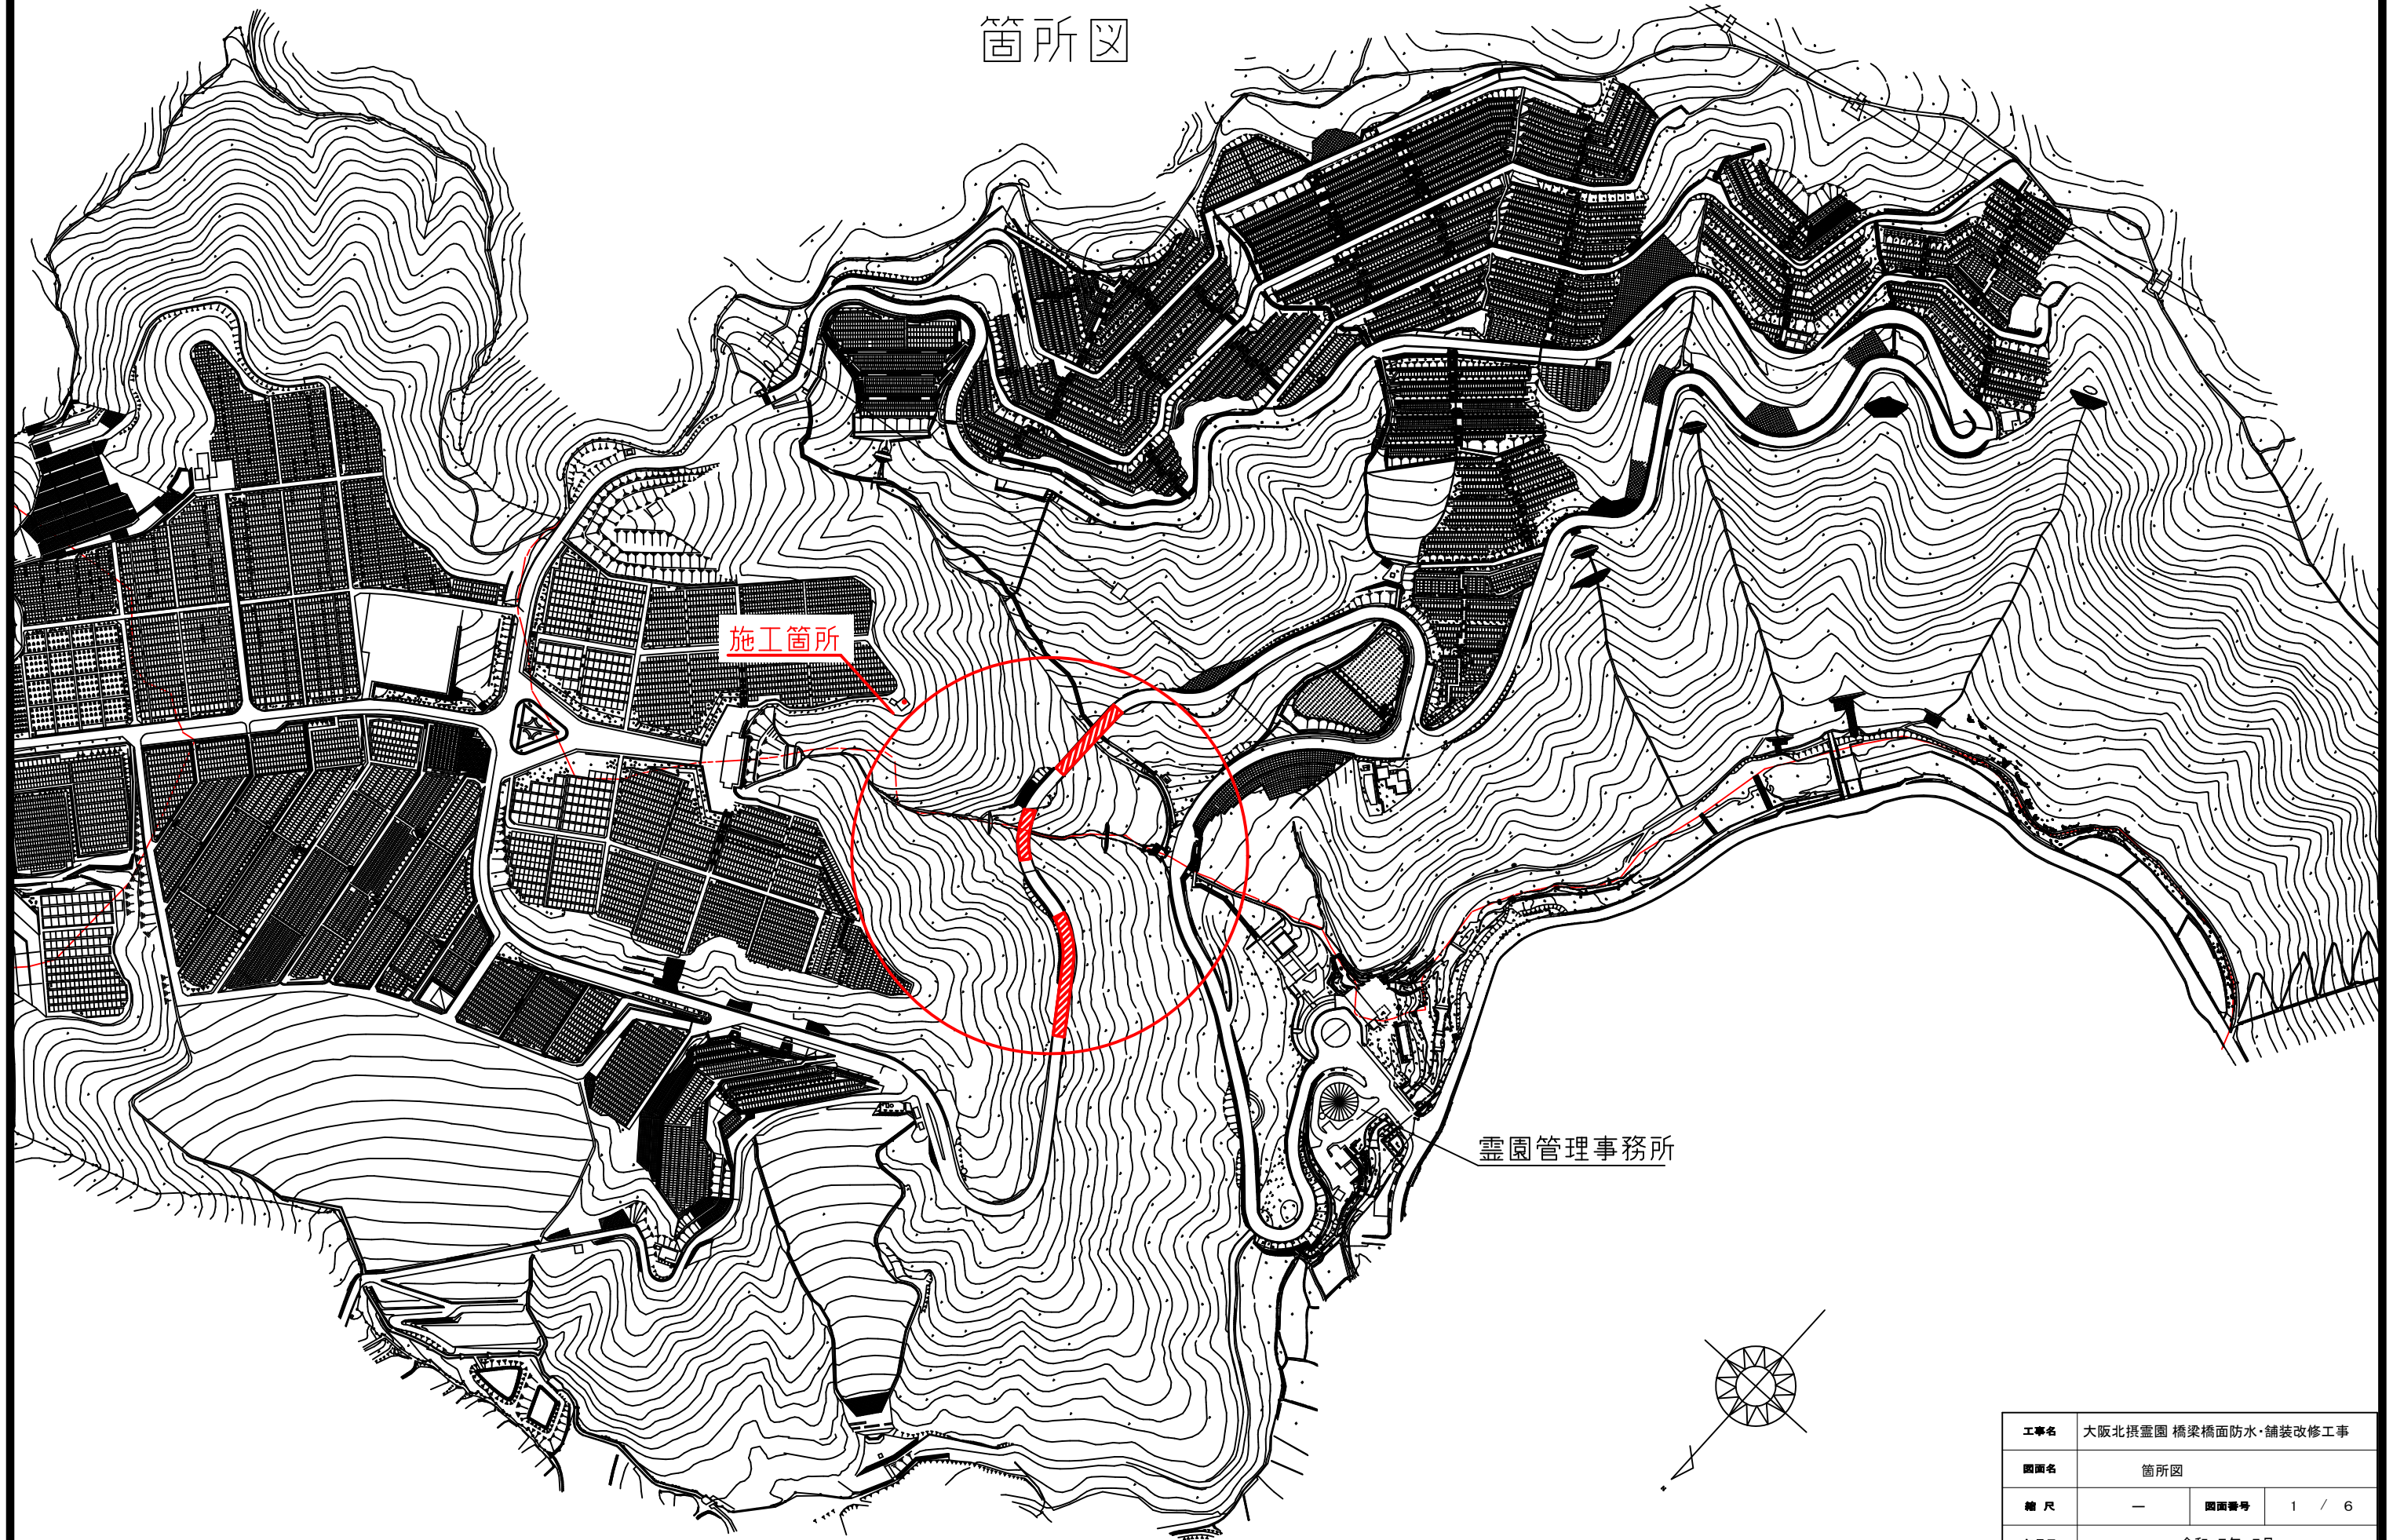 箇所図
施工箇所
霊園管理事務所
工事名 大阪北摂霊園 橋梁橋面防水・舗装改修工事
図面名 箇所図
縮 尺 ー 図面番号 1 / 6